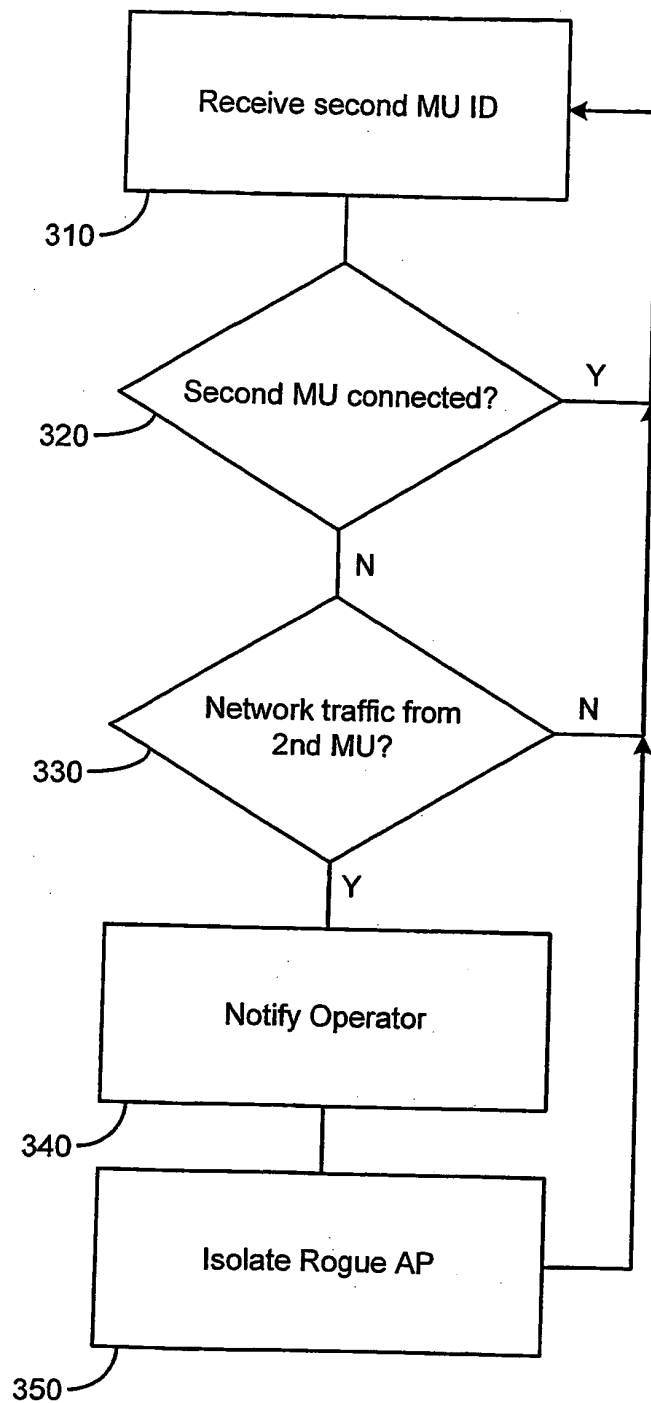 Receive second MU ID
310
Second MU connected?
Y
320
N
Network traffic from
2nd MU?
N
330
Y
Notify Operator
340
Isolate Rogue AP
350